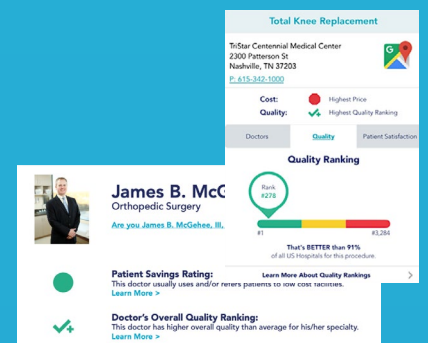 Total Knee Replacement
TriStar Centennial Medical Center
2300 Patterson St
Nashville, TN 37203
P: 615-342-1000
G
Cost: Highest Price
Quality: Highest Quality Ranking
Doctors Quality Patient Satisfaction
Quality Ranking
Rank
#278
#1 #3,284
That's BETTER than 91%
of all US Hospitals for this procedure.
Learn More About Quality Rankings >
James B. McG
Orthopedic Surgery
Are you James B. McGehee, III,
Patient Savings Rating:
This doctor usually uses and/or refers patients to low cost facilities.
Learn More >
Doctor's Overall Quality Ranking:
This doctor has higher overall quality than average for his/her specialty.
Learn More >